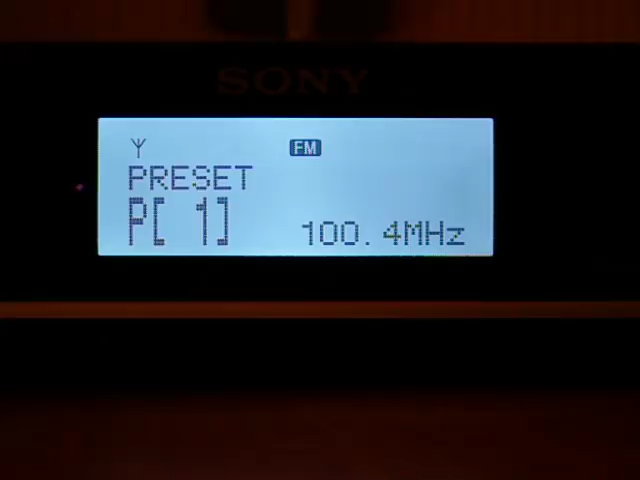 SONY
FM
PRESET
P[ 1]
100.4MHz